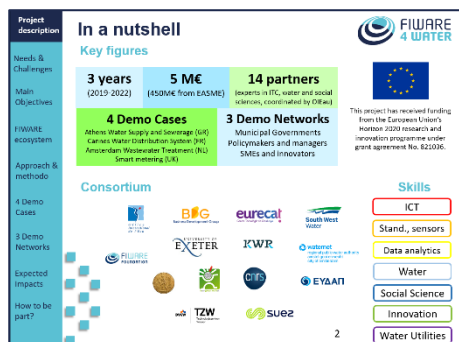 Project
description
Needs &
Challenges
Main
Objectives
FIWARE
ecosystem
Approach &
methodo
4 Demo
Cases
3 Demo
Networks
Expected
Impacts
How to be
part?
In a nutshell
Key figures
3 years
(2019-2022)
5 M€
(450M€ from EASME)
14 partners
(experts in ITC, water and social
sciences, coordinated by OIEau)
4 Demo Cases
Athens Water Supply and Sewerage (GR)
Cannes Water Distribution System (FR)
Amsterdam Wastewater Treatment (NL)
Smart metering (UK)
3 Demo Networks
Municipal Governments
Policymakers and managers
SMEs and innovators
FIWARE
4 WATER
This project has received funding
from the European Union's
Horizon 2020 research and
innovation programme under
grant agreement No. 821036.
Consortium
BDG
eurecat
South West
Water
UNIVERSITY OF
EXETER
KWR
waternet
FIWARE
FOUNDATION
cnrs
ΕΥΔΑΠ
TZW
suez
Skills
ICT
Stand., sensors
Data analytics
Water
Social Science
Innovation
Water Utilities
2